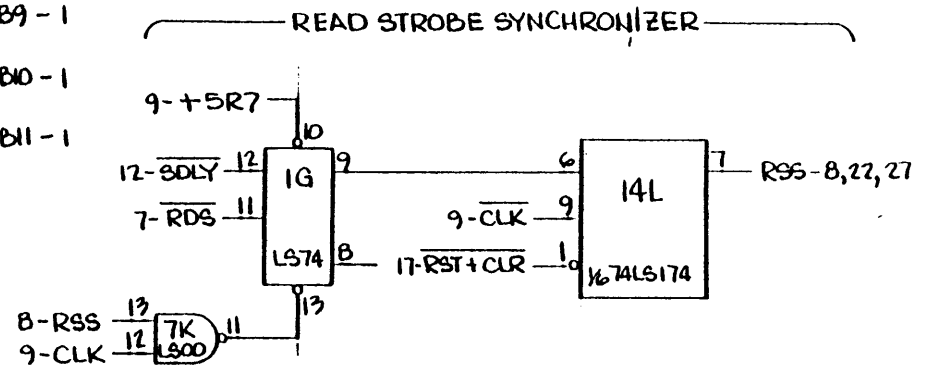 B9-1
READ STROBE SYNCHRONIZER
B10-1
9-+5R7
B11-1
10
12-SDLY 12 1G 9 6 14L 7 RSS-8,22,27
7-RDS 11 9-CLK 9
LS74 8 17-RST+CLR 1 1/6 74LS174
13
8-RSS 13 7K 11
9-CLK 12 LS00